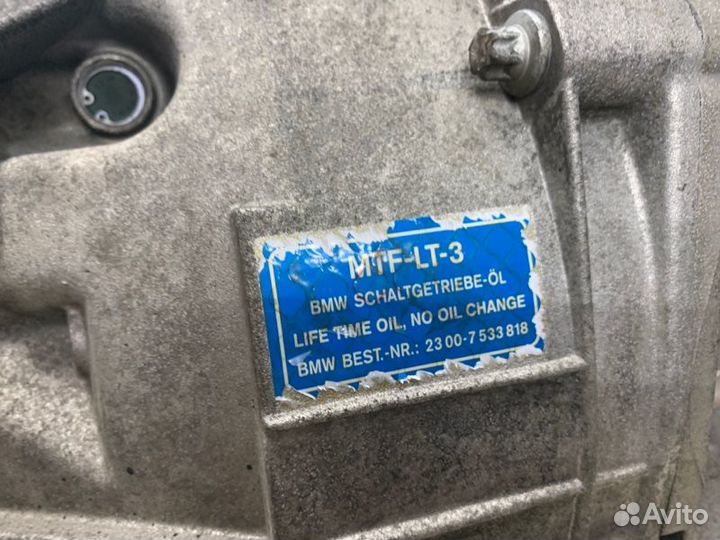 MTF-LT-3
BMW SCHALTGETRIEBE-ÖL
LIFE TIME OIL, NO OIL CHANGE
BMW BEST.-NR.: 23 00-7 533 818
Avito